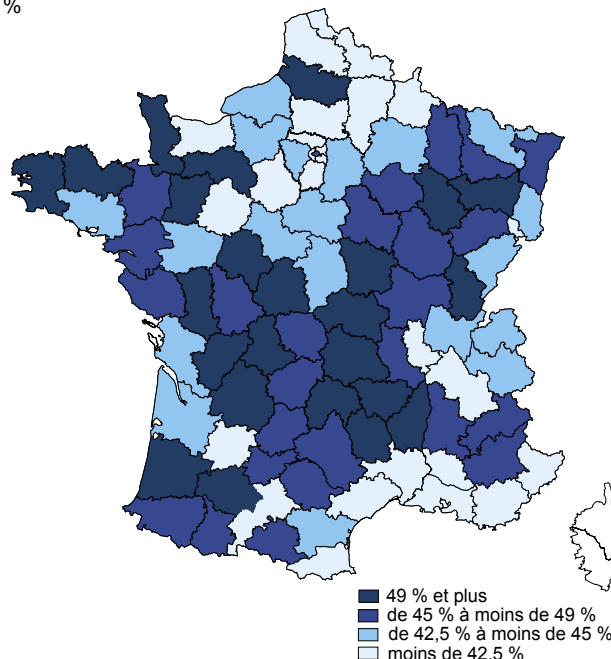 %
49 % et plus
de 45 % à moins de 49 %
de 42,5 % à moins de 45 %
moins de 42,5 %